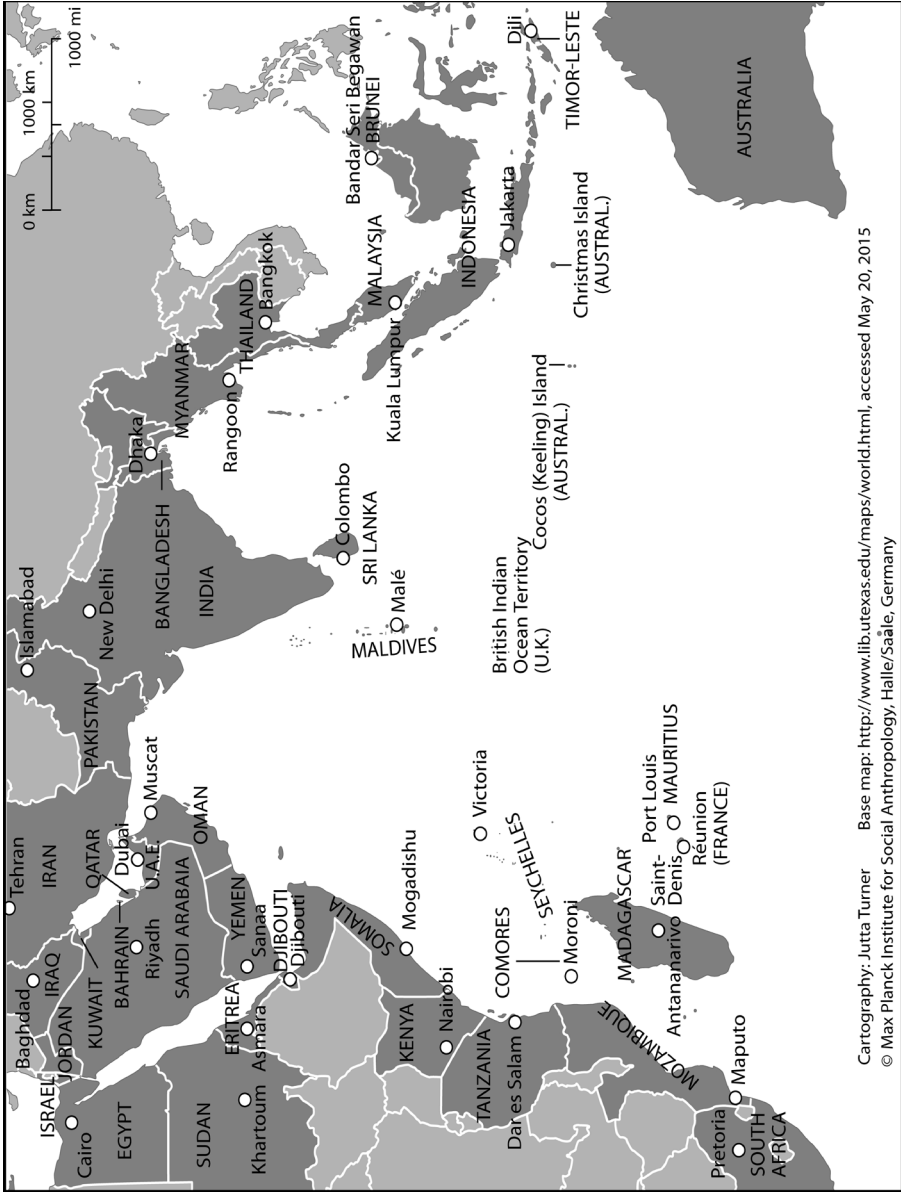 0 km
1000 km
1000 mi
Baghdad
Tehran
IRAN
Islamabad
ISRAEL
JORDAN
IRAQ
Cairo
EGYPT
KUWAIT
BAHRAIN
QATAR
Dubai
U.A.E.
Muscat
PAKISTAN
New Delhi
Dhaka
Riyadh
SAUDI ARABAIA
OMAN
BANGLADESH
INDIA
MYANMAR
SUDAN
Khartoum
ERITREA
Asmara
YEMEN
Sanaa
DJIBOUTI
Djibouti
Rangoon
THAILAND
Bangkok
SOMALIA
Mogadishu
Colombo
SRI LANKA
MALDIVES
Malé
Kuala Lumpur
MALAYSIA
Bandar Seri Begawan
BRUNEI
KENYA
Nairobi
TANZANIA
Dar es Salam
COMORES
Moroni
SEYCHELLES
Victoria
British Indian
Ocean Territory
(U.K.)
Cocos (Keeling) Island
(AUSTRAL.)
INDONESIA
Jakarta
Dili
TIMOR-LESTE
Christmas Island
(AUSTRAL.)
MOZAMBIQUE
MADAGASCAR
Antananarivo
Saint-
Denis
Port Louis
MAURITIUS
Réunion
(FRANCE)
Maputo
Pretoria
SOUTH
AFRICA
AUSTRALIA
Cartography: Jutta Turner Base map: http://www.lib.utexas.edu/maps/world.html, accessed May 20, 2015
© Max Planck Institute for Social Anthropology, Halle/Saale, Germany